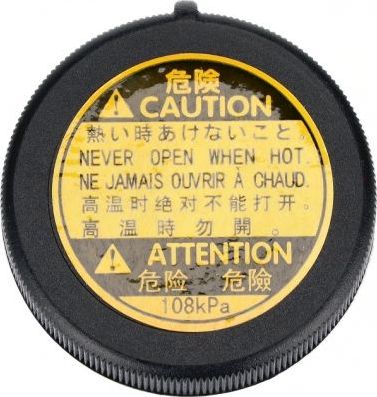 危険
CAUTION
熱い時あけないこと。
NEVER OPEN WHEN HOT.
NE JAMAIS OUVRIR À CHAUD.
高温时绝对不能打开。
高温時勿開。
ATTENTION
危险 危險
108kPa